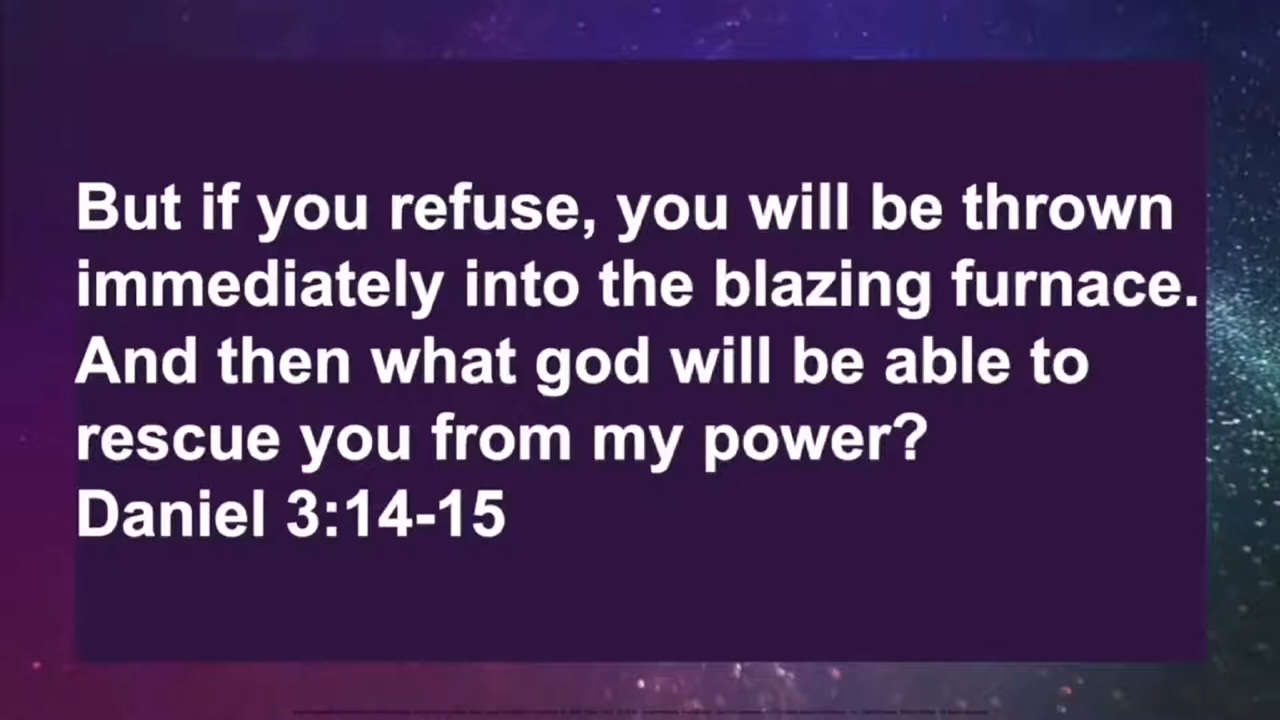 But if you refuse, you will be thrown
immediately into the blazing furnace.
And then what god will be able to
rescue you from my power?
Daniel 3:14-15